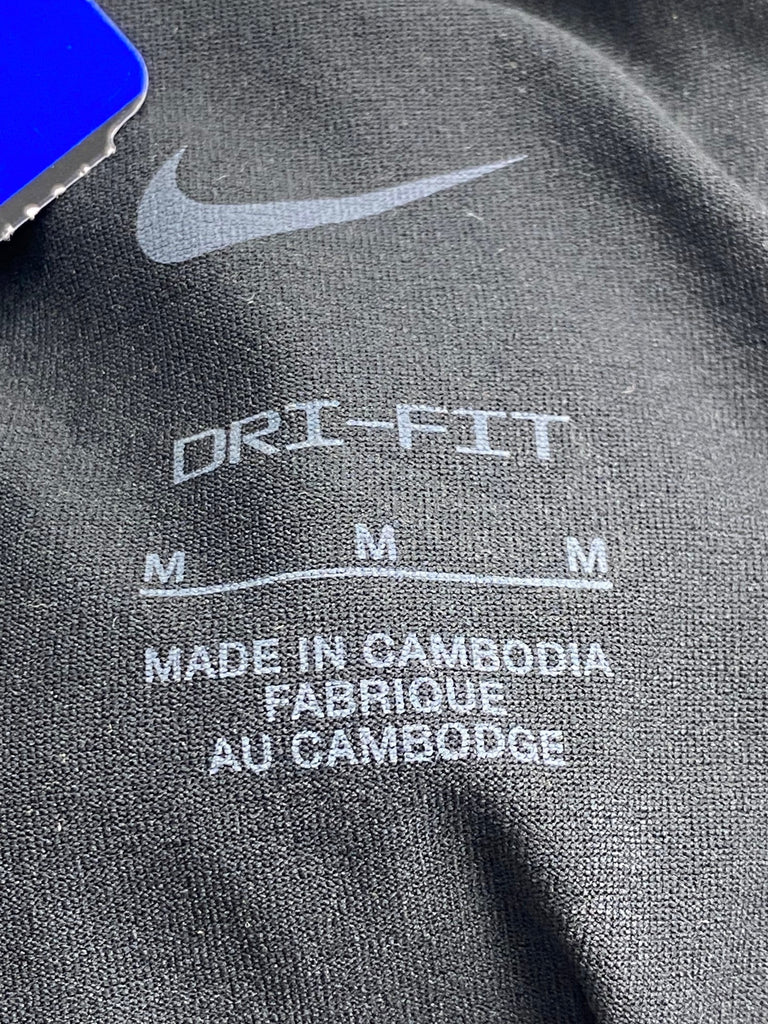 DRI-FIT
M M M
MADE IN CAMBODIA
FABRIQUE
AU CAMBODGE